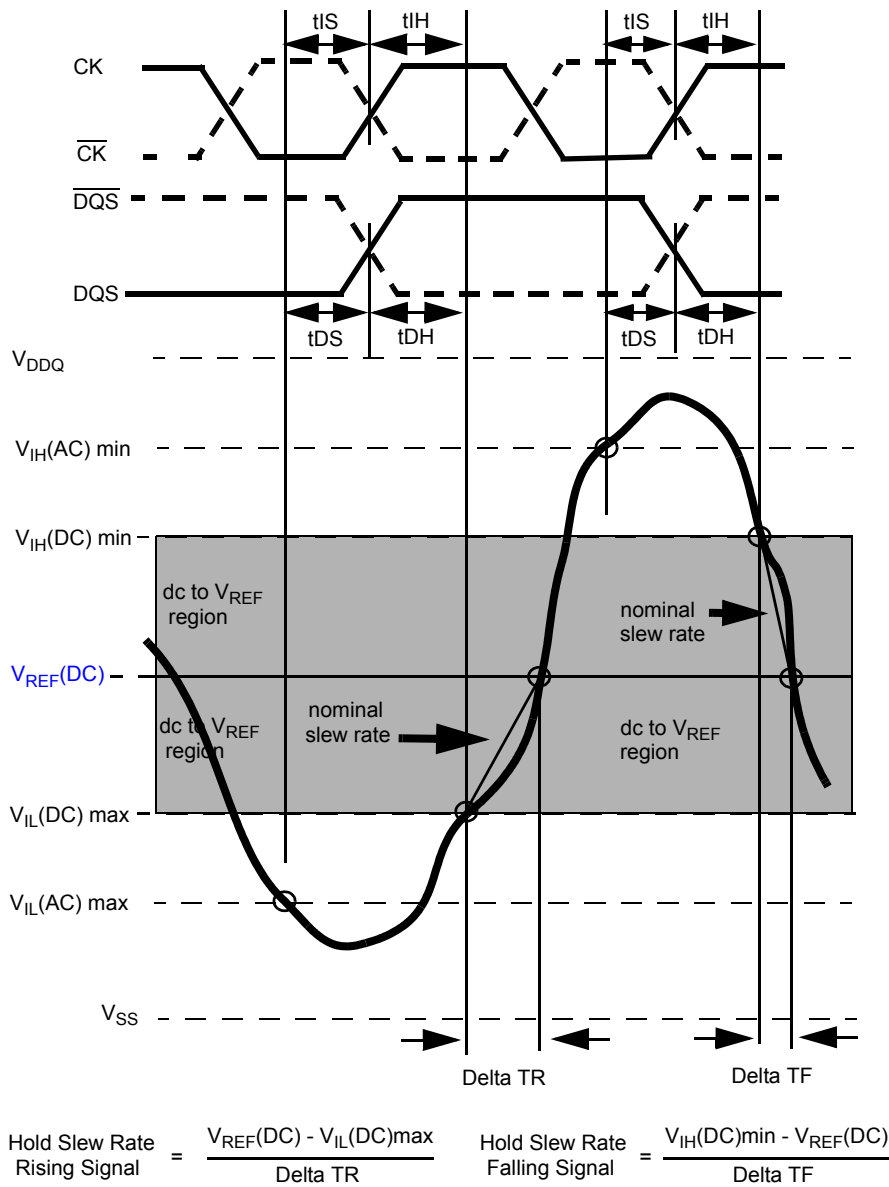 tIS tIH tIS tIH
CK
C̅K̅
D̅Q̅S̅
DQS
tDS tDH tDS tDH
VDDQ
VIH(AC) min
VIH(DC) min
dc to VREF
region
nominal
slew rate
VREF(DC)
dc to VREF
region
nominal
slew rate
dc to VREF
region
VIL(DC) max
VIL(AC) max
VSS
Delta TR Delta TF
Hold Slew Rate
Rising Signal
=
VREF(DC) - VIL(DC)max
Delta TR
Hold Slew Rate
Falling Signal
=
VIH(DC)min - VREF(DC)
Delta TF